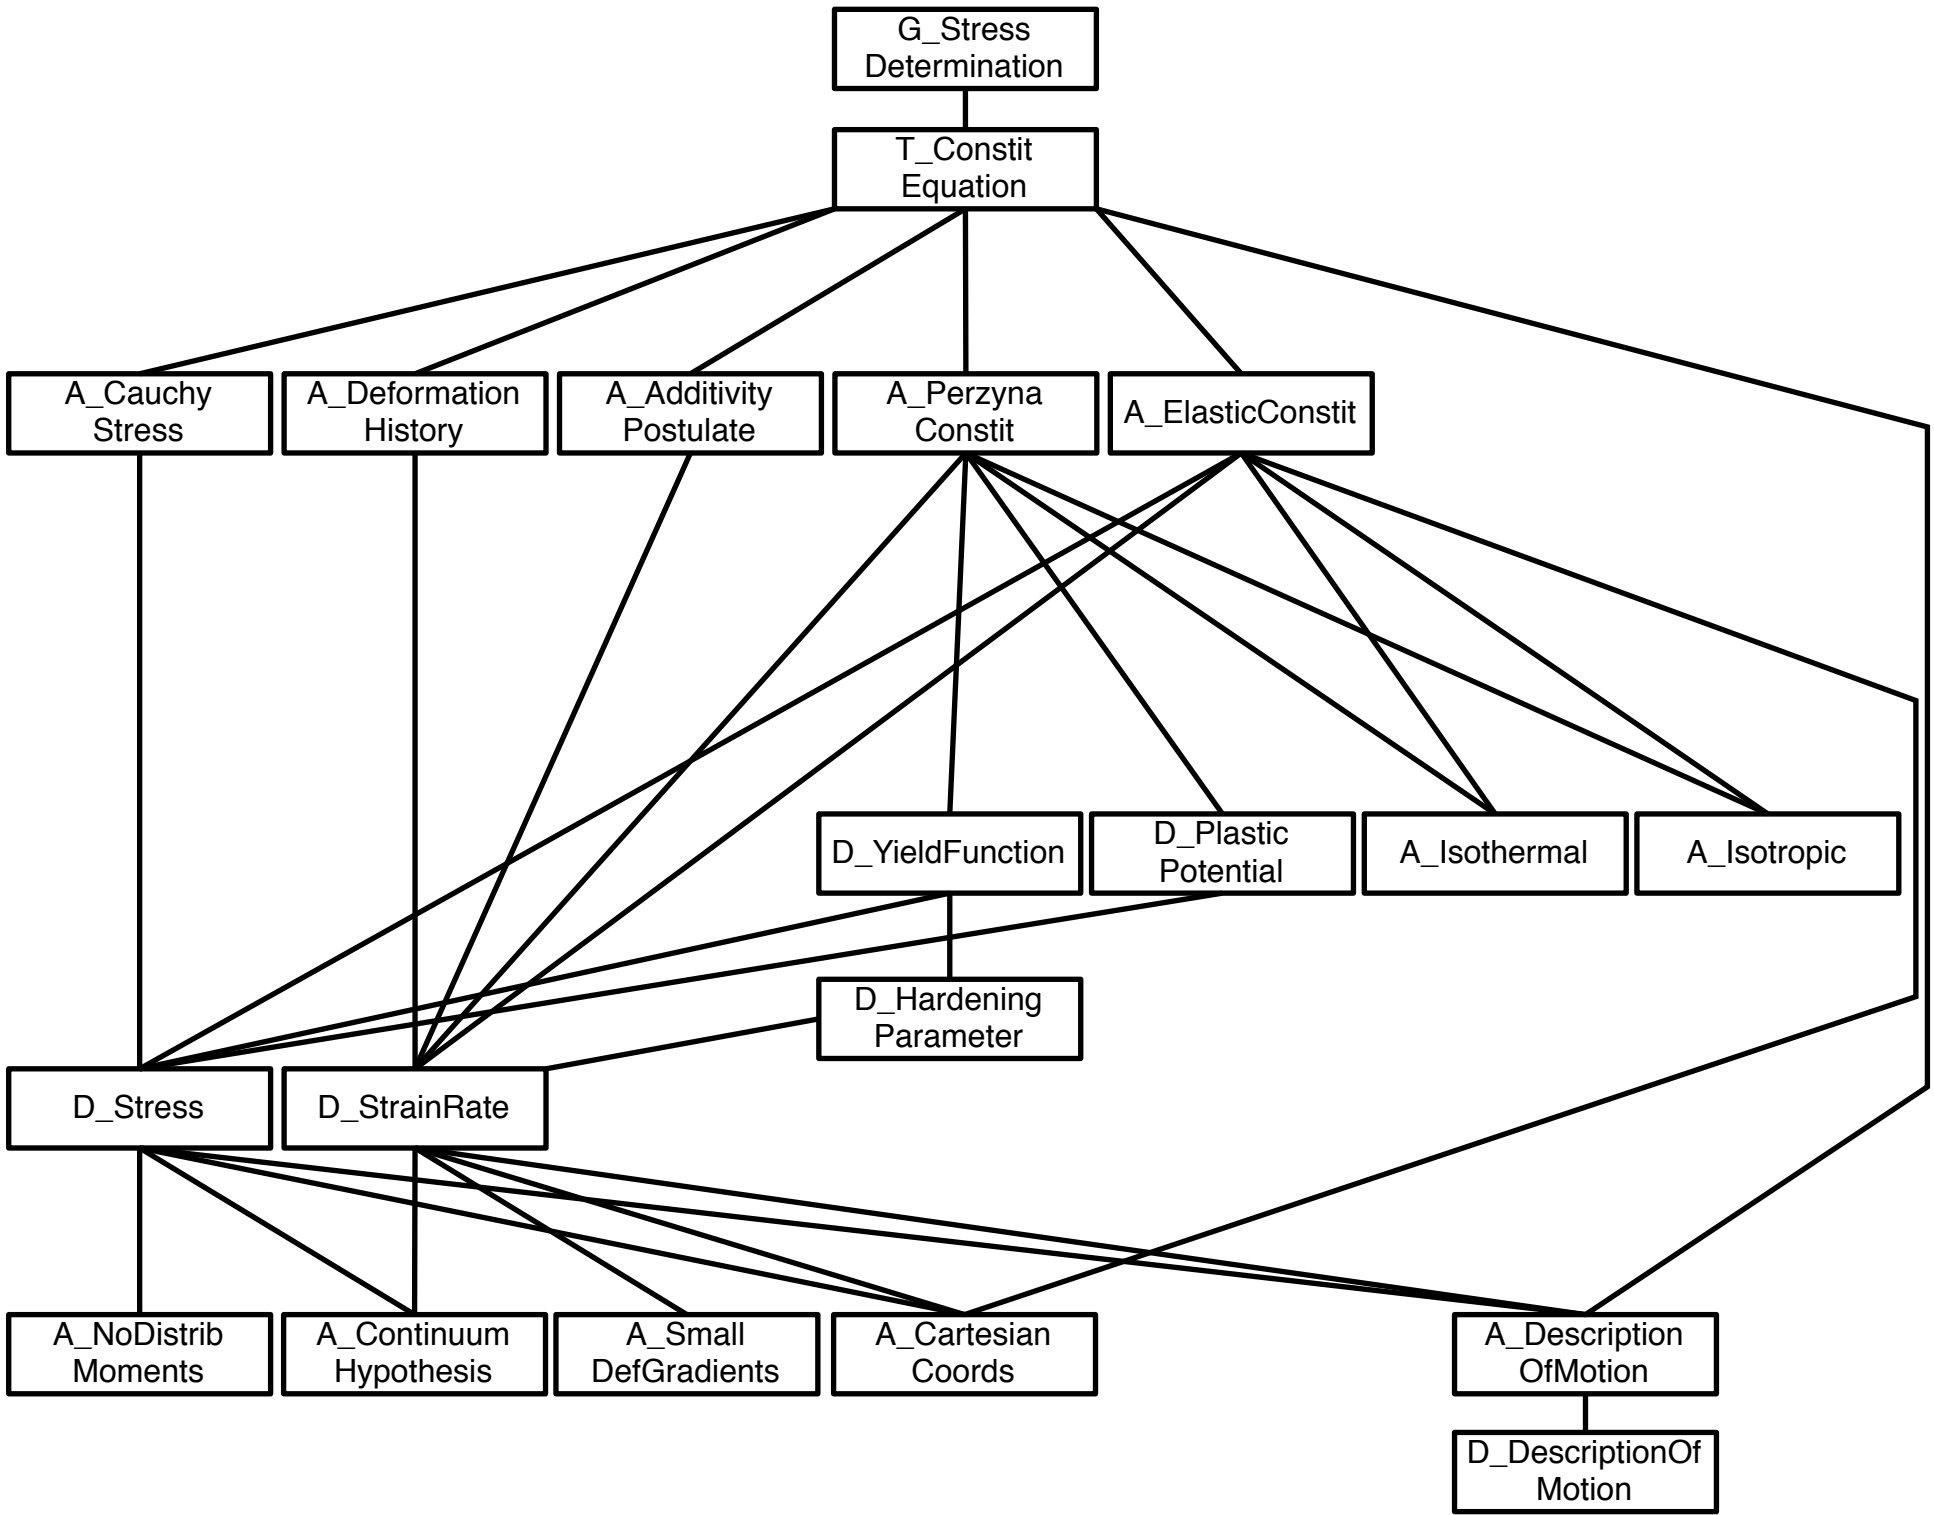 G_Stress
Determination
T_Constit
Equation
A_Cauchy
Stress
A_Deformation
History
A_Additivity
Postulate
A_Perzyna
Constit
A_ElasticConstit
D_YieldFunction
D_Plastic
Potential
A_Isothermal
A_Isotropic
D_Hardening
Parameter
D_Stress
D_StrainRate
A_NoDistrib
Moments
A_Continuum
Hypothesis
A_Small
DefGradients
A_Cartesian
Coords
A_Description
OfMotion
D_DescriptionOf
Motion